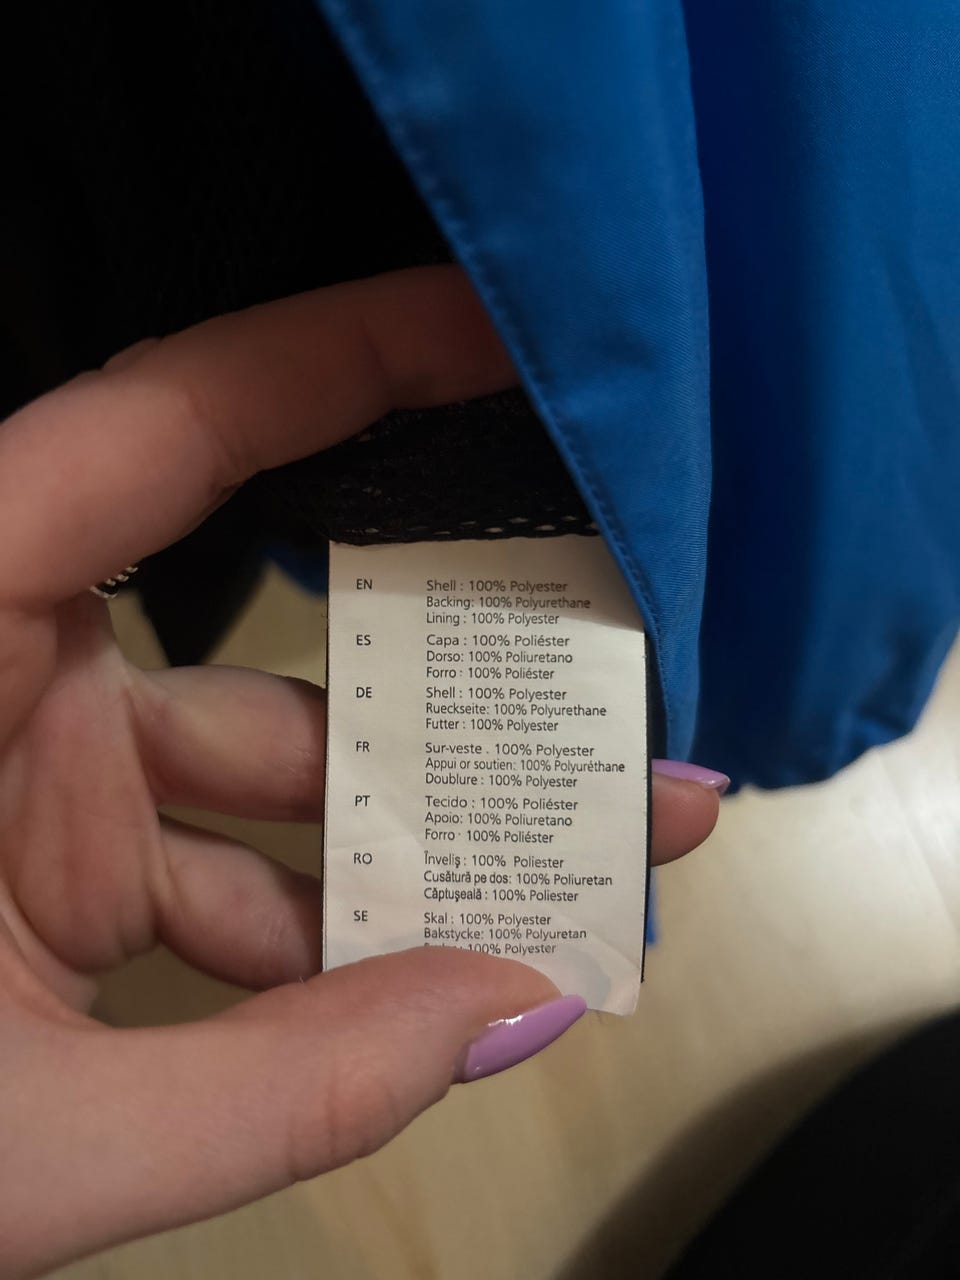 EN Shell : 100% Polyester
Backing: 100% Polyurethane
Lining : 100% Polyester
ES Capa : 100% Poliéster
Dorso: 100% Poliuretano
Forro : 100% Poliéster
DE Shell : 100% Polyester
Rueckseite: 100% Polyurethane
Futter : 100% Polyester
FR Sur-veste . 100% Polyester
Appui or soutien: 100% Polyuréthane
Doublure : 100% Polyester
PT Tecido : 100% Poliéster
Apoio: 100% Poliuretano
Forro · 100% Poliéster
RO Înveliş : 100% Poliester
Cusătură pe dos: 100% Poliuretan
Căptuşeală : 100% Poliester
SE Skal : 100% Polyester
Bakstycke: 100% Polyuretan
100% Polyester